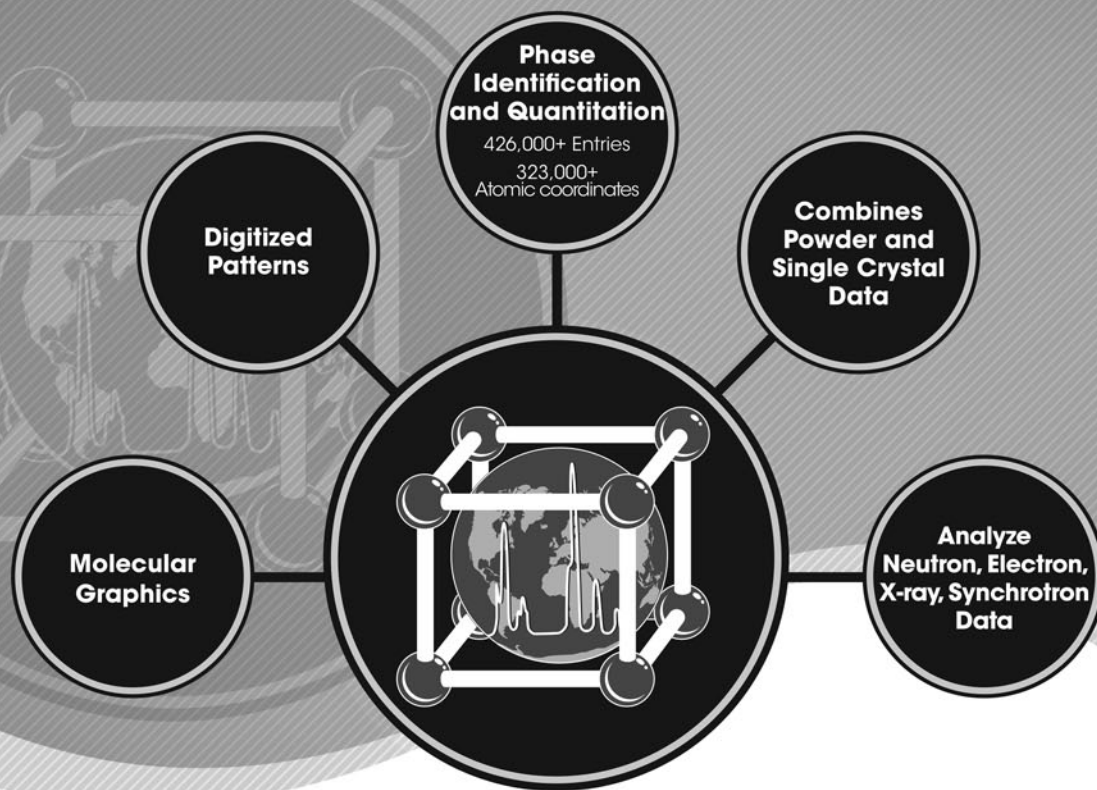 Phase
Identification
and Quantitation
426,000+ Entries
323,000+
Atomic coordinates
Digitized
Patterns
Combines
Powder and
Single Crystal
Data
Molecular
Graphics
Analyze
Neutron, Electron,
X-ray, Synchrotron
Data